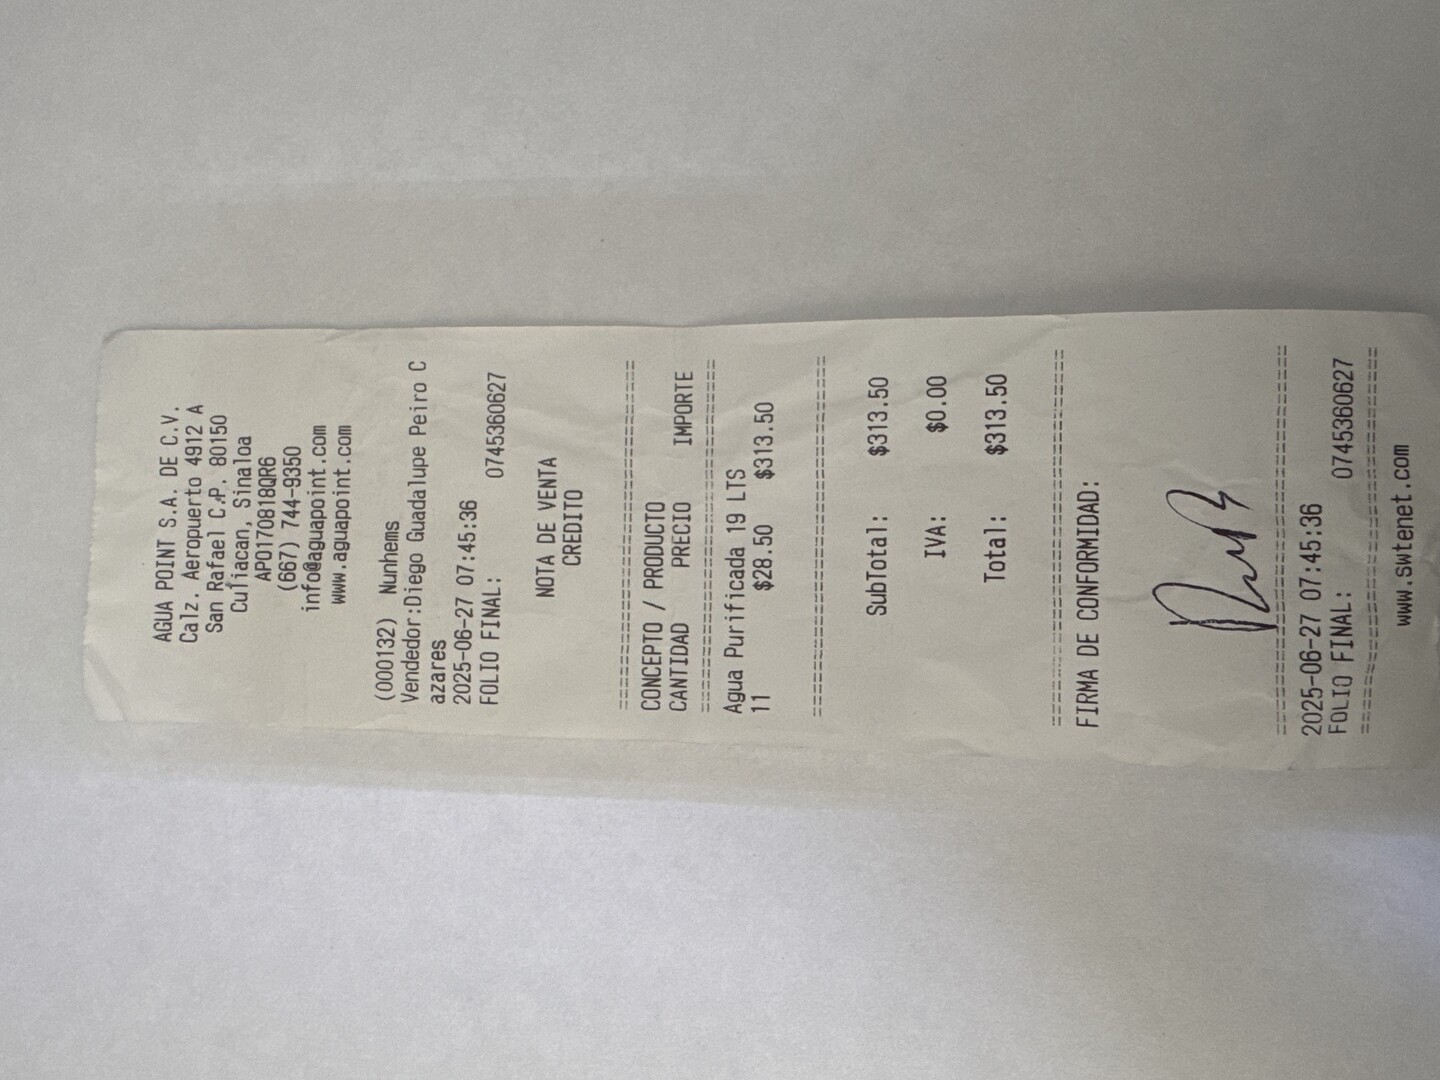 AGUA POINT S.A. DE C.V.
Calz. Aeropuerto 4912 A
San Rafael C.P. 80150
Culiacan, Sinaloa
APO170818QR6
(667) 744-9350
info@aguapoint.com
www.aguapoint.com
(000132) Nunhems
Vendedor:Diego Guadalupe Peiro C
azares
2025-06-27 07:45:36
FOLIO FINAL: 0745360627
NOTA DE VENTA
CREDITO
================================
CONCEPTO / PRODUCTO
CANTIDAD PRECIO IMPORTE
================================
Agua Purificada 19 LTS
11 $28.50 $313.50
================================
SubTotal: $313.50
IVA: $0.00
Total: $313.50
================================
FIRMA DE CONFORMIDAD:
================================
2025-06-27 07:45:36
FOLIO FINAL: 0745360627
================================
www.swtenet.com